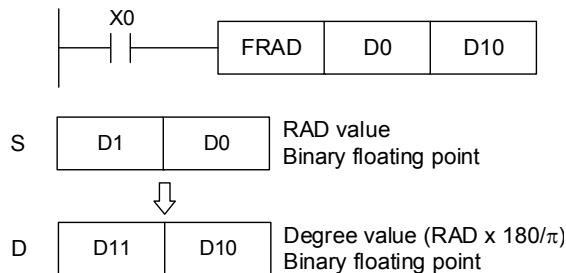 X0
FRAD D0 D10
S D1 D0 RAD value
Binary floating point
D D11 D10 Degree value (RAD x 180/π)
Binary floating point